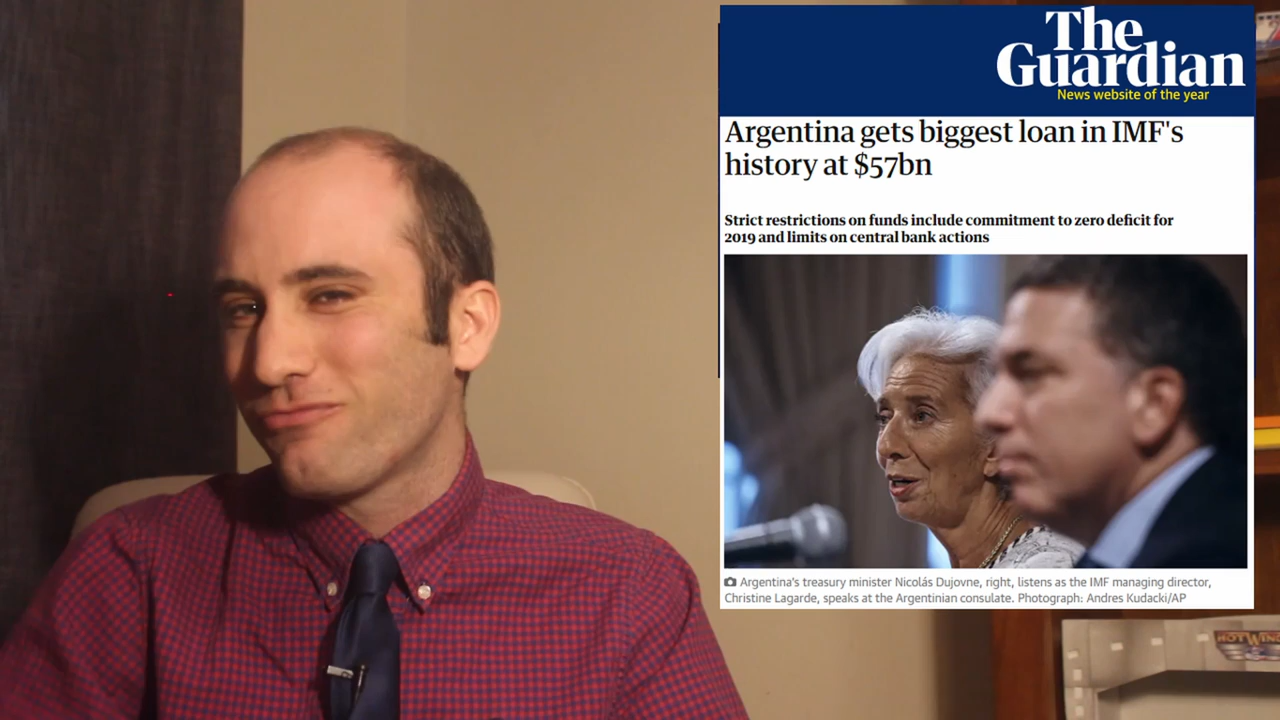 The
Guardian
News website of the year
Argentina gets biggest loan in IMF's
history at $57bn
Strict restrictions on funds include commitment to zero deficit for
2019 and limits on central bank actions
Argentina's treasury minister Nicolás Dujovne, right, listens as the IMF managing director,
Christine Lagarde, speaks at the Argentinian consulate. Photograph: Andres Kudacki/AP